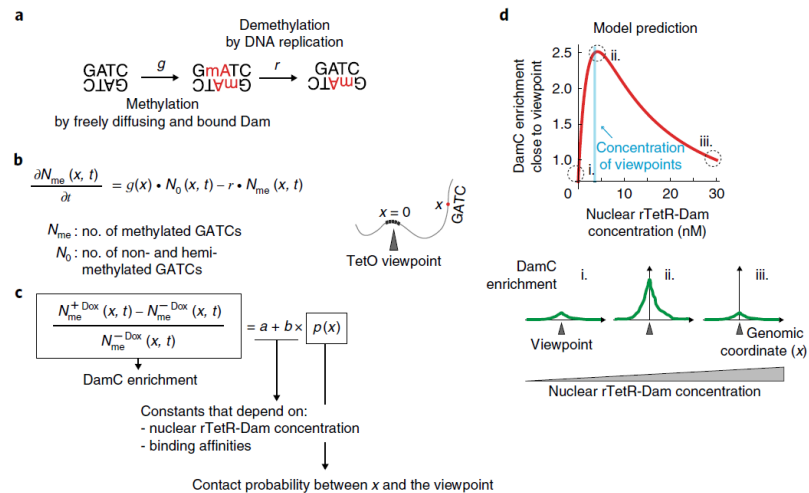 a
Demethylation
by DNA replication
GATC g GmATC r GATC
GATC GmATC GmATC
Methylation
by freely diffusing and bound Dam
b
∂Nme (x, t) / ∂t = g(x) • N0 (x, t) – r • Nme (x, t)
Nme : no. of methylated GATCs
N0 : no. of non- and hemi-
methylated GATCs
x = 0
x
GATC
TetO viewpoint
c
N+Dox me (x, t) – N–Dox me (x, t) / N–Dox me (x, t) = a + b × p(x)
DamC enrichment
Constants that depend on:
- nuclear rTetR-Dam concentration
- binding affinities
Contact probability between x and the viewpoint
d
Model prediction
DamC enrichment
close to viewpoint
2.5
2.0
1.5
1.0
ii.
iii.
i.
Concentration
of viewpoints
0 10 20 30
Nuclear rTetR-Dam
concentration (nM)
DamC
enrichment
i. ii. iii.
Viewpoint
Genomic
coordinate (x)
Nuclear rTetR-Dam concentration